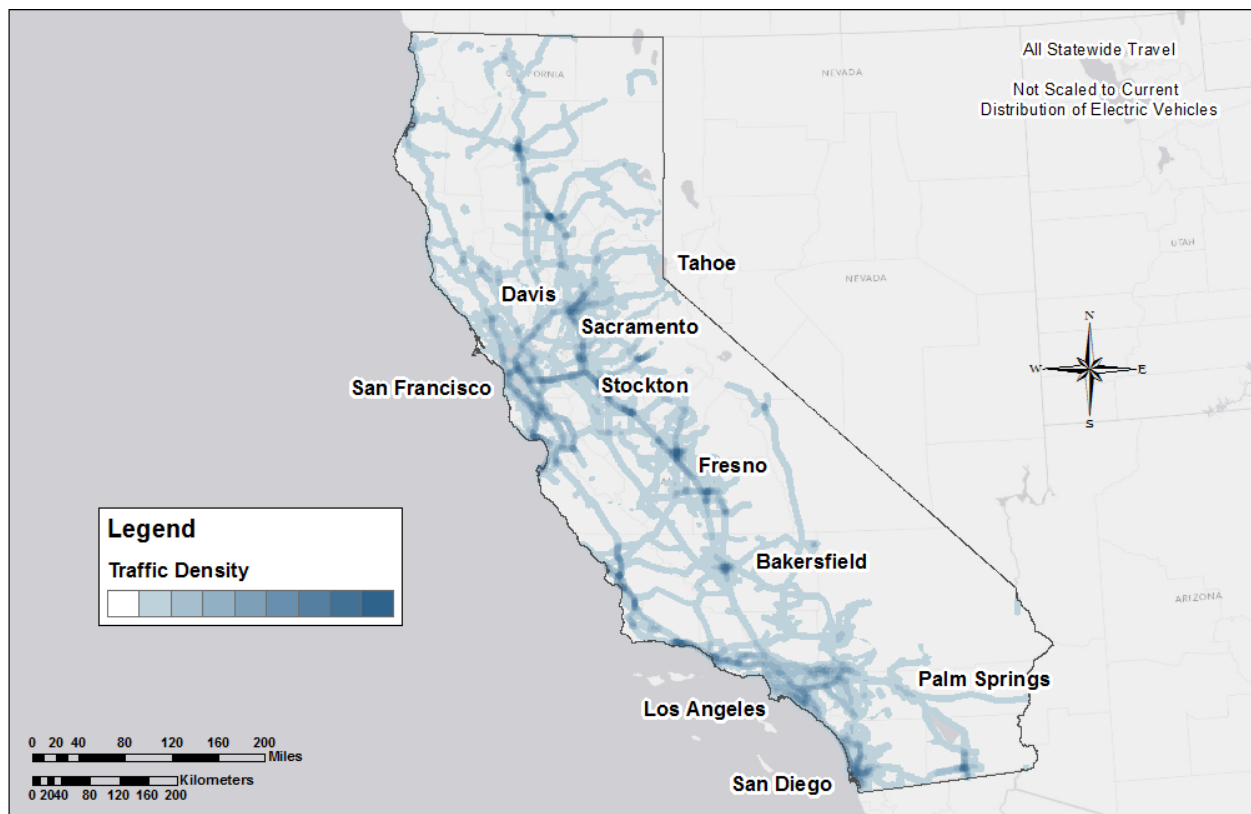 All Statewide Travel
Not Scaled to Current
Distribution of Electric Vehicles
CALIFORNIA
NEVADA
UTAH
Tahoe
NEVADA
Davis
Sacramento
N
W
E
S
San Francisco
Stockton
Fresno
Legend
Traffic Density
Bakersfield
ARIZONA
Palm Springs
Los Angeles
San Diego
0 20 40 80 120 160 200
Miles
Kilometers
0 2040 80 120 160 200